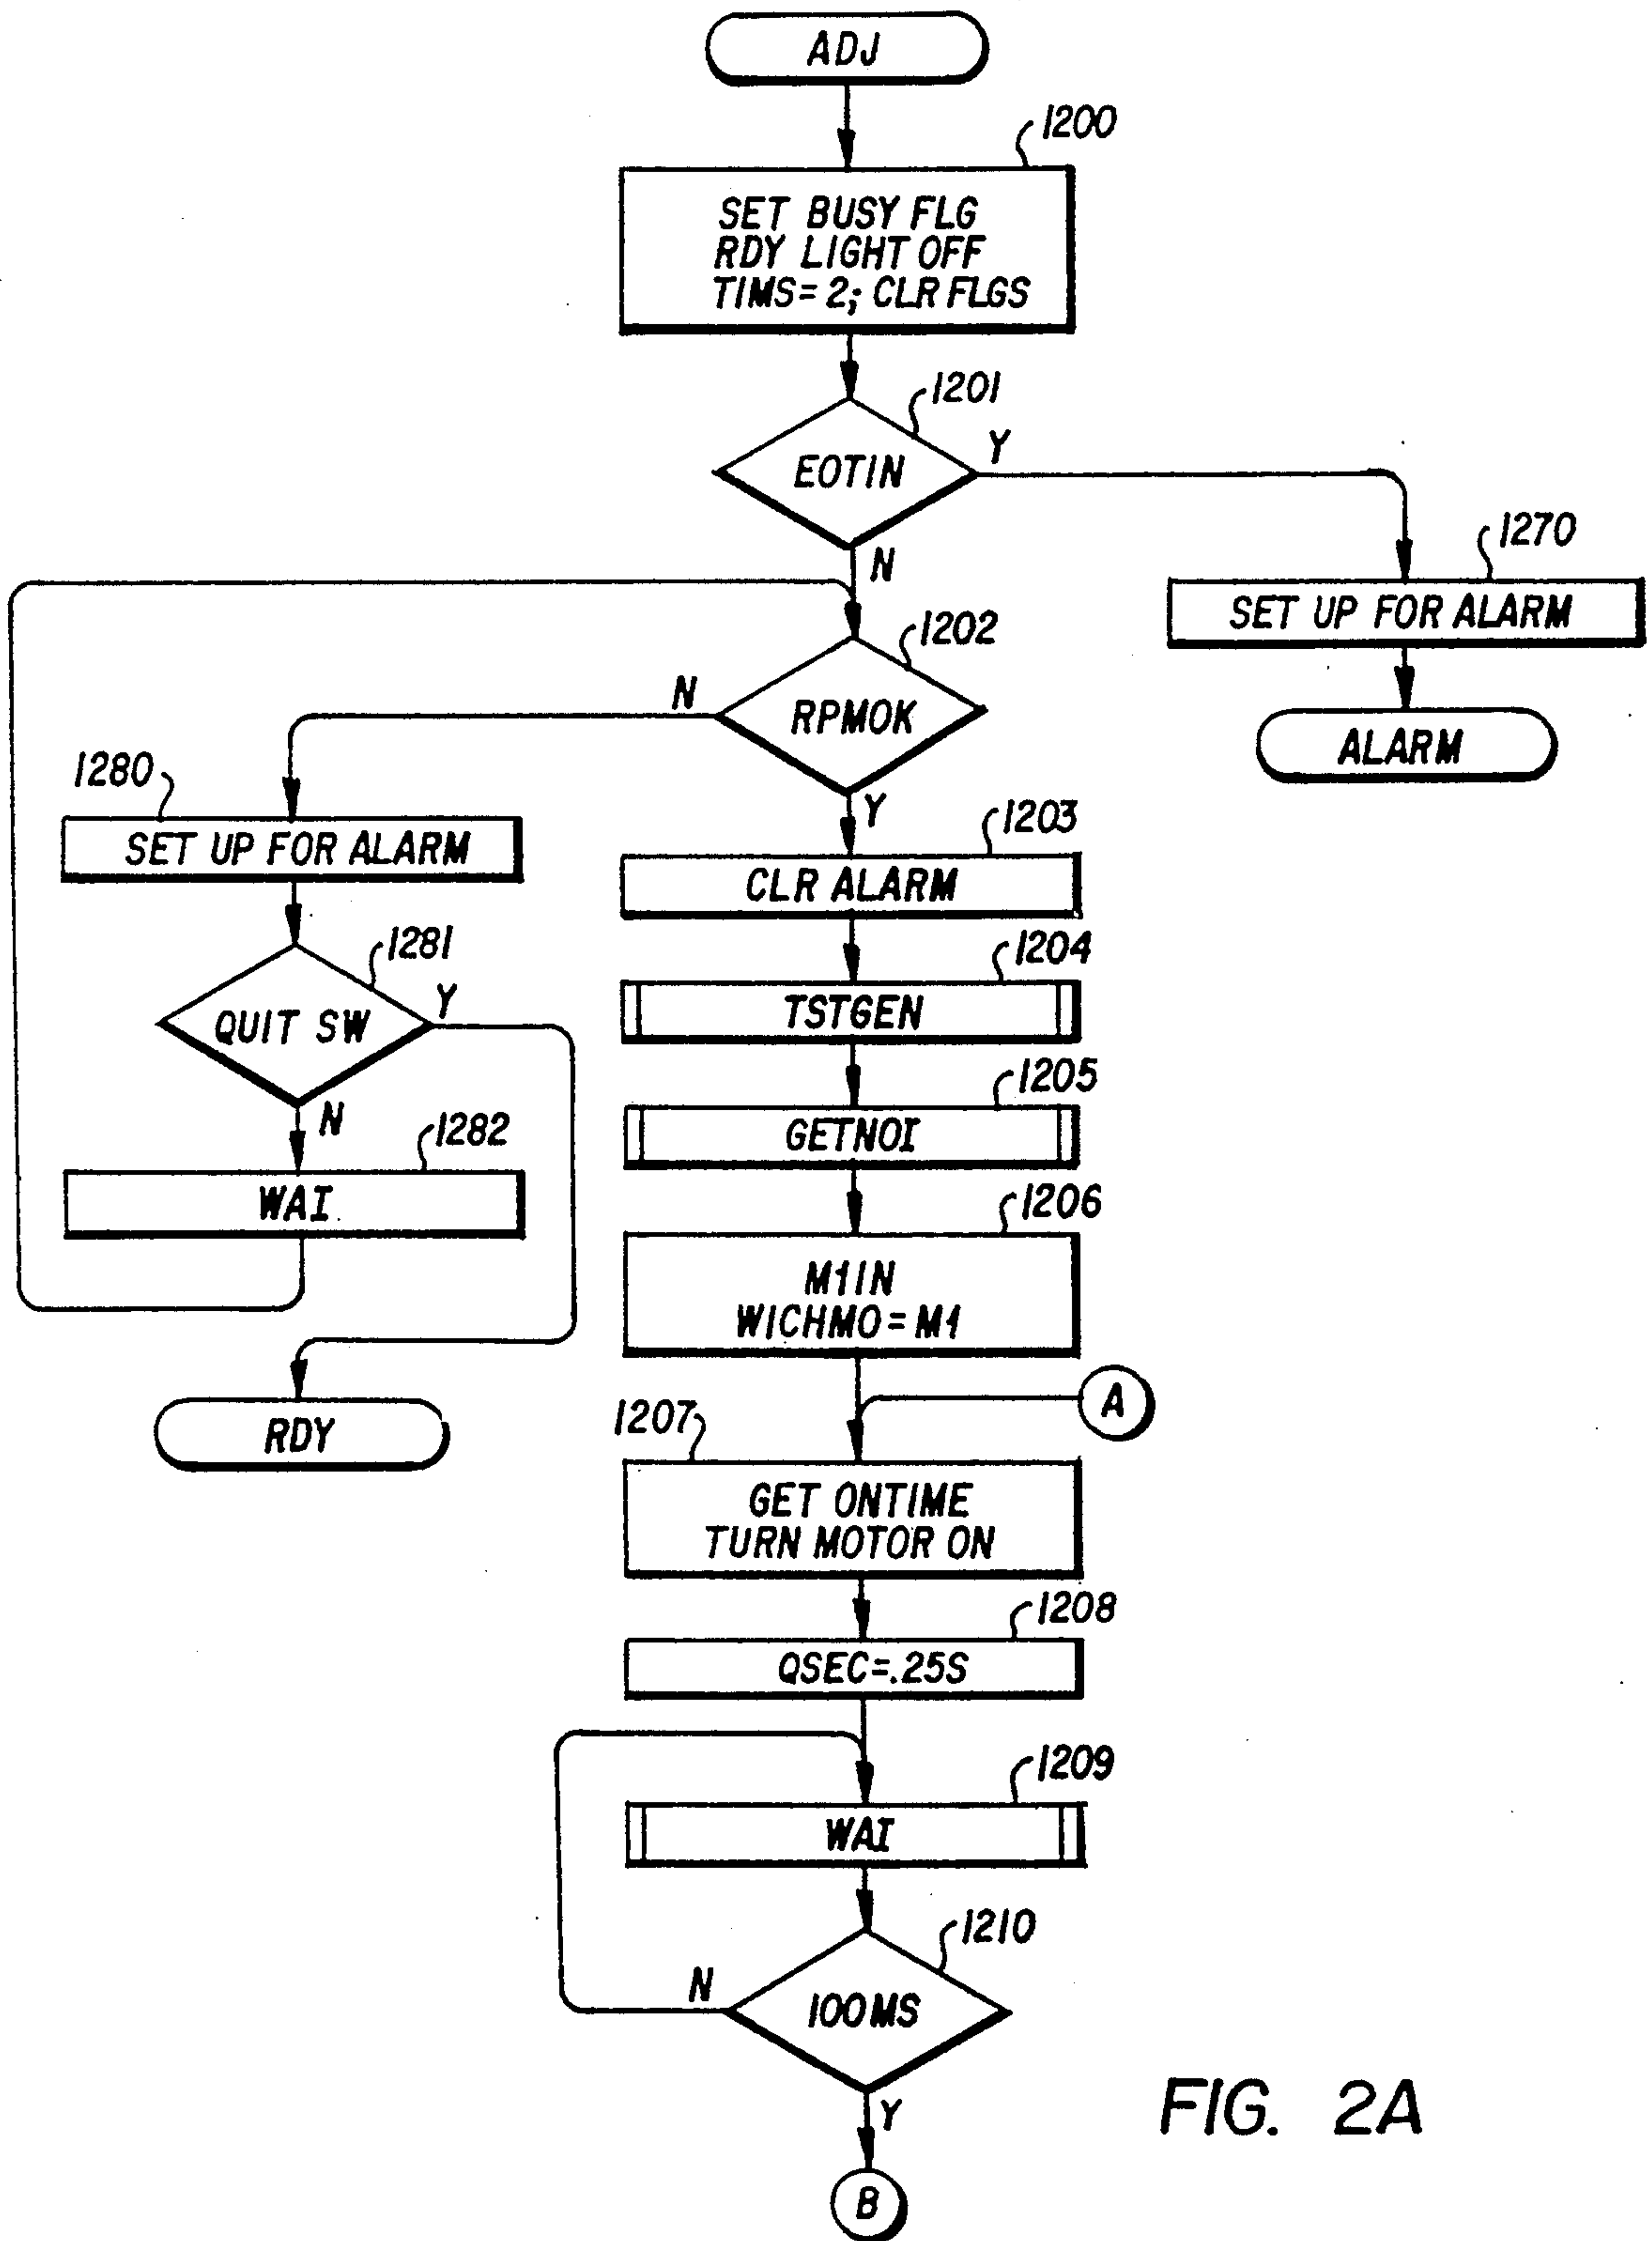 ADJ
1200
SET BUSY FLG
RDY LIGHT OFF
TIMS=2; CLR FLGS
1201
EOTIN
Y
N
1270
SET UP FOR ALARM
ALARM
1202
RPMOK
N
Y
1280
SET UP FOR ALARM
1281
QUIT SW
Y
N
1282
WAI
RDY
1203
CLR ALARM
1204
TSTGEN
1205
GETNOI
1206
M1IN
WICHMO=M1
A
1207
GET ONTIME
TURN MOTOR ON
1208
QSEC=.25S
1209
WAI
1210
100MS
N
Y
B
FIG. 2A